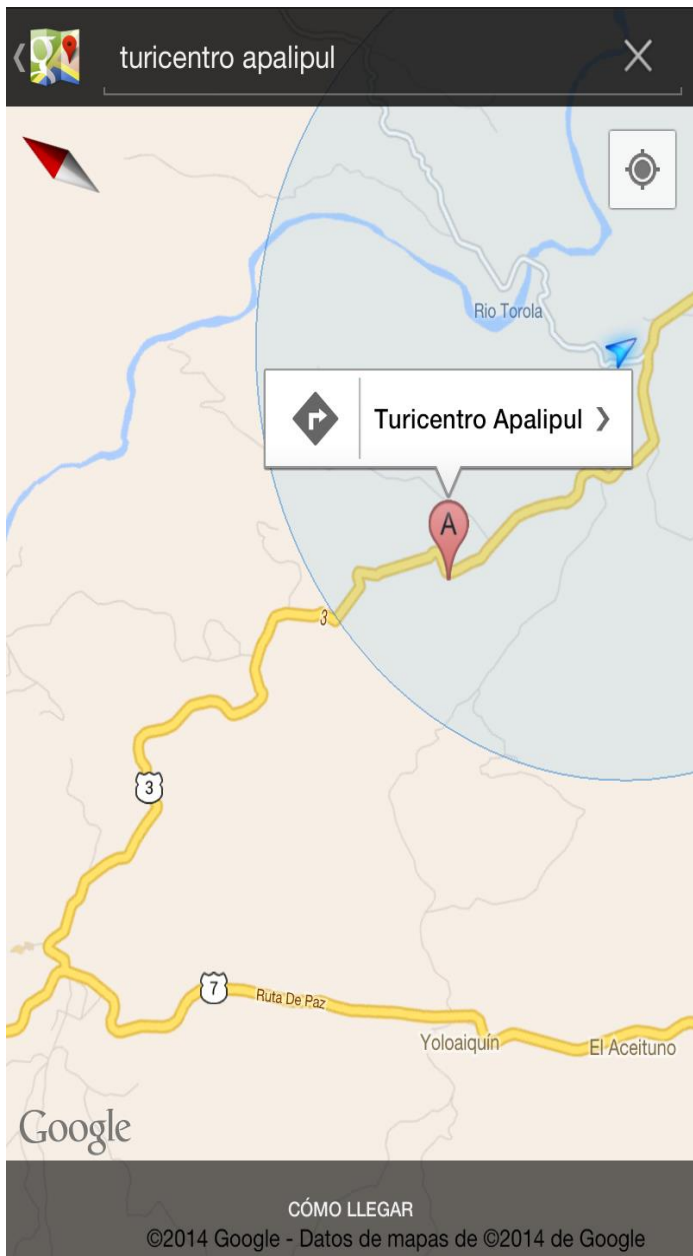 turicentro apalipul
Rio Torola
Turicentro Apalipul
A
3
3
7
Ruta De Paz
Yoloaiquín
El Aceituno
Google
CÓMO LLEGAR
©2014 Google - Datos de mapas de ©2014 de Google